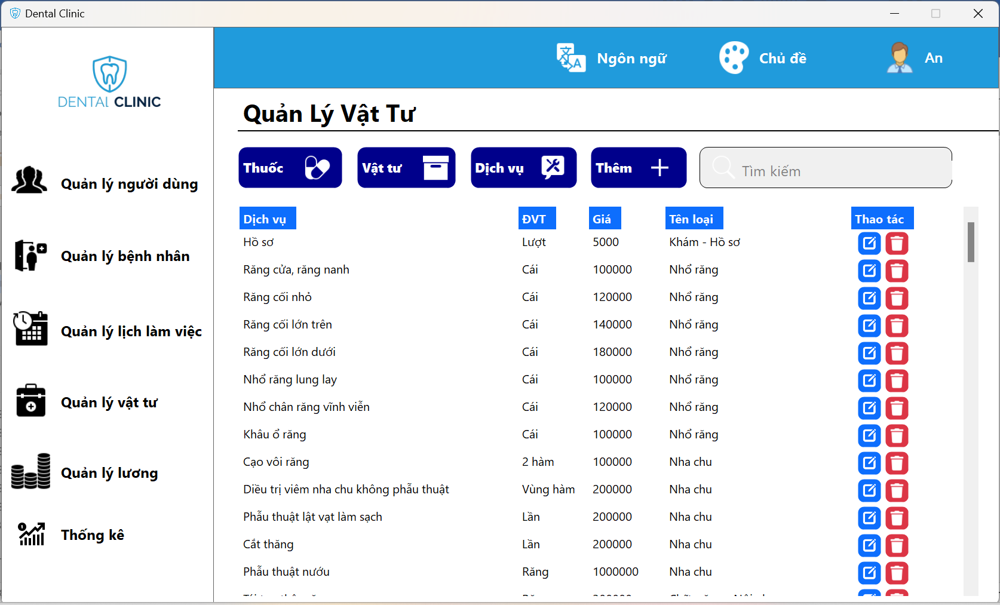 Dental Clinic
DENTAL CLINIC
Ngôn ngữ
Chủ đề
An
Quản lý người dùng
Quản lý bệnh nhân
Quản lý lịch làm việc
Quản lý vật tư
Quản lý lương
Thống kê
Quản Lý Vật Tư
Thuốc Vật tư Dịch vụ Thêm Tìm kiếm
Dịch vụ ĐVT Giá Tên loại Thao tác
Hồ sơ Lượt 5000 Khám - Hồ sơ
Răng cửa, răng nanh Cái 100000 Nhổ răng
Răng cối nhỏ Cái 120000 Nhổ răng
Răng cối lớn trên Cái 140000 Nhổ răng
Răng cối lớn dưới Cái 180000 Nhổ răng
Nhổ răng lung lay Cái 100000 Nhổ răng
Nhổ chân răng vĩnh viễn Cái 120000 Nhổ răng
Khâu ổ răng Cái 100000 Nhổ răng
Cạo vôi răng 2 hàm 100000 Nha chu
Diều trị viêm nha chu không phẫu thuật Vùng hàm 200000 Nha chu
Phẫu thuật lật vạt làm sạch Lần 200000 Nha chu
Cắt thăng Lần 200000 Nha chu
Phẫu thuật nướu Răng 1000000 Nha chu